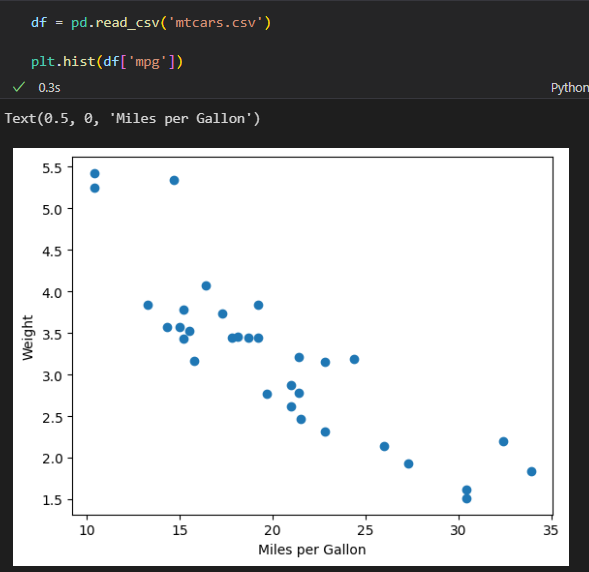 df = pd.read_csv('mtcars.csv')
plt.hist(df['mpg'])
✓ 0.3s Python
Text(0.5, 0, 'Miles per Gallon')
5.5
5.0
4.5
4.0
3.5
3.0
2.5
2.0
1.5
Weight
10 15 20 25 30 35
Miles per Gallon